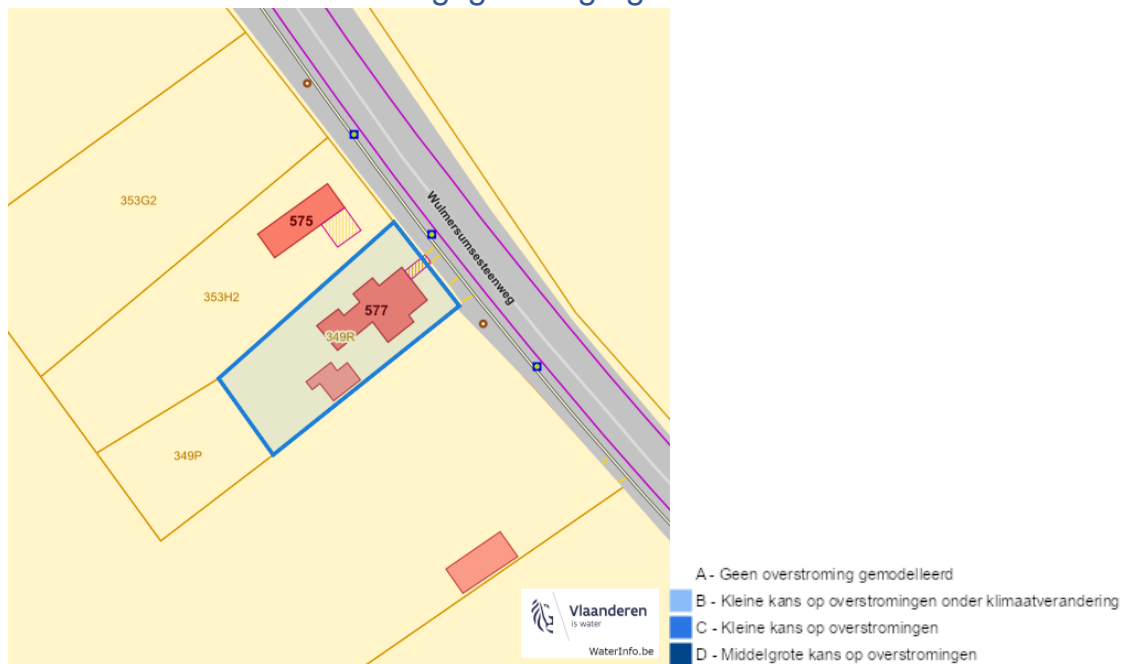 353G2
575
Wulmersumsesteenweg
353H2
577
349R
349P
Vlaanderen
is water
WaterInfo.be
A - Geen overstroming gemodelleerd
B - Kleine kans op overstromingen onder klimaatverandering
C - Kleine kans op overstromingen
D - Middelgrote kans op overstromingen